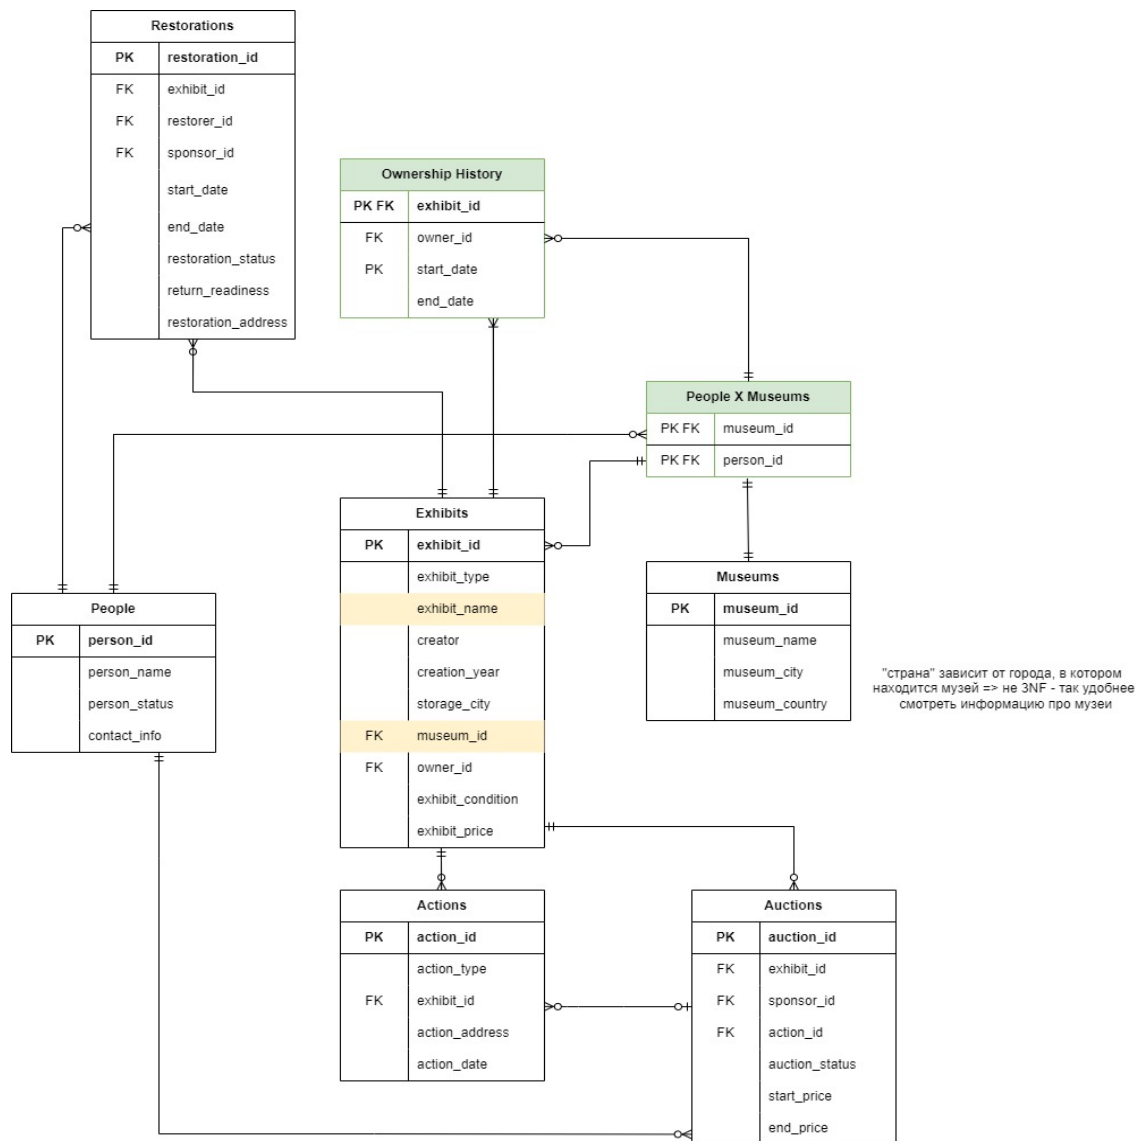 Restorations
PK restoration_id
FK exhibit_id
FK restorer_id
FK sponsor_id
start_date
end_date
restoration_status
return_readiness
restoration_address
Ownership History
PK FK exhibit_id
FK owner_id
PK start_date
end_date
People X Museums
PK FK museum_id
PK FK person_id
Exhibits
PK exhibit_id
exhibit_type
exhibit_name
creator
creation_year
storage_city
FK museum_id
FK owner_id
exhibit_condition
exhibit_price
Museums
PK museum_id
museum_name
museum_city
museum_country
"страна" зависит от города, в котором
находится музей => не 3NF - так удобнее
смотреть информацию про музеи
People
PK person_id
person_name
person_status
contact_info
Actions
PK action_id
action_type
FK exhibit_id
action_address
action_date
Auctions
PK auction_id
FK exhibit_id
FK sponsor_id
FK action_id
auction_status
start_price
end_price